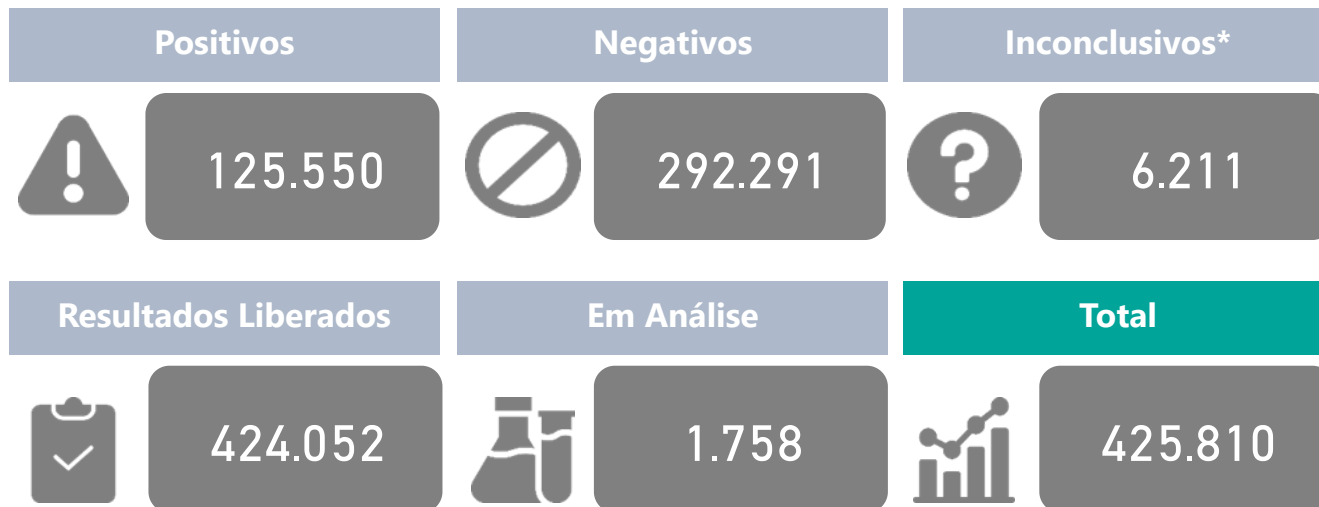 Positivos
Negativos
Inconclusivos*
125.550
292.291
6.211
Resultados Liberados
Em Análise
Total
424.052
1.758
425.810